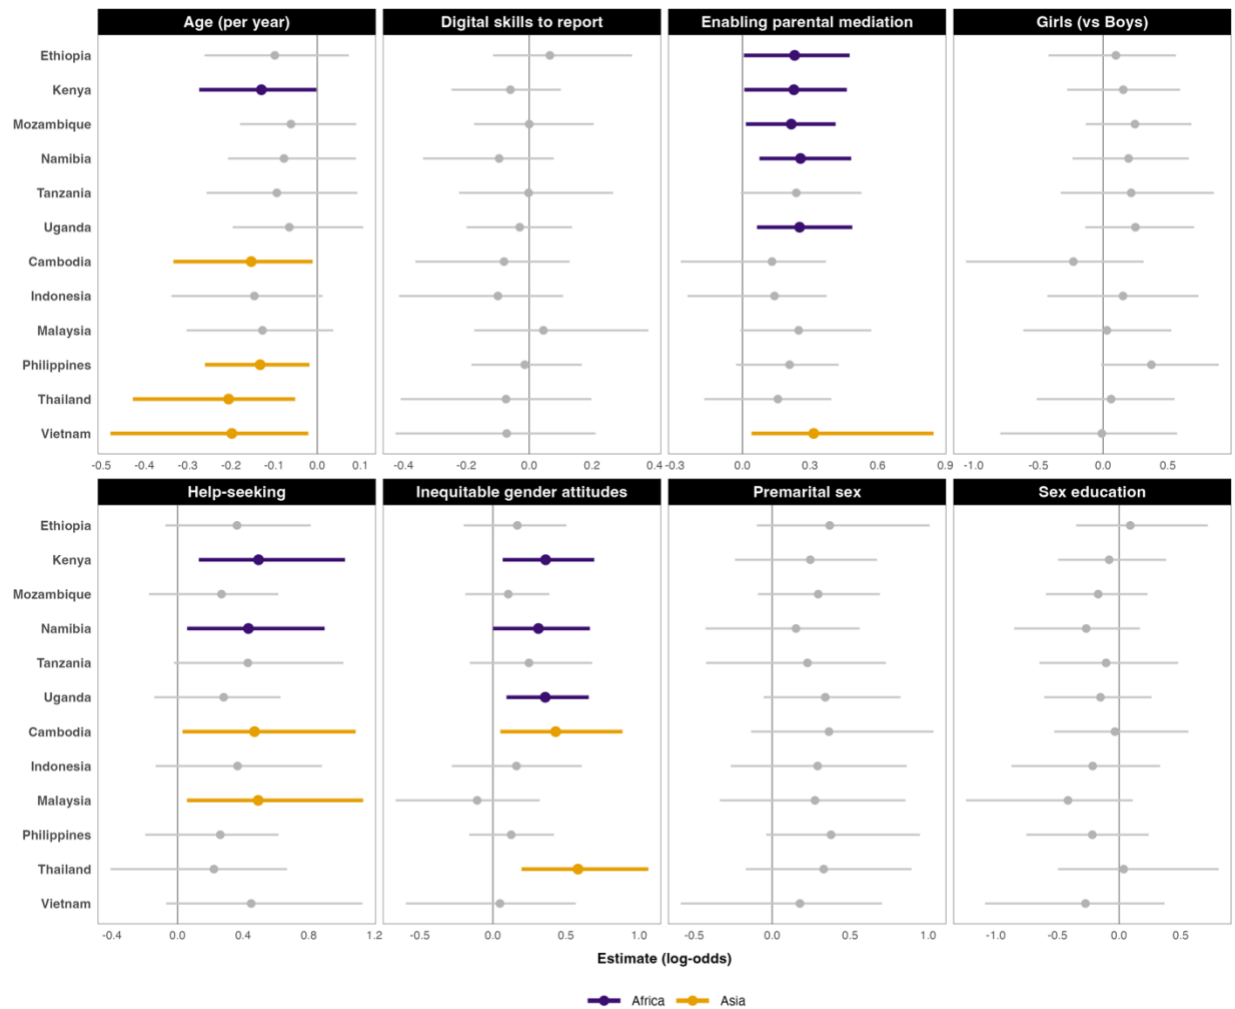 Age (per year) Digital skills to report Enabling parental mediation Girls (vs Boys)
Ethiopia
Kenya
Mozambique
Namibia
Tanzania
Uganda
Cambodia
Indonesia
Malaysia
Philippines
Thailand
Vietnam
-0.5 -0.4 -0.3 -0.2 -0.1 0.0 0.1 -0.4 -0.2 0.0 0.2 0.4 -0.3 0.0 0.3 0.6 0.9 -1.0 -0.5 0.0 0.5
Help-seeking Inequitable gender attitudes Premarital sex Sex education
Ethiopia
Kenya
Mozambique
Namibia
Tanzania
Uganda
Cambodia
Indonesia
Malaysia
Philippines
Thailand
Vietnam
-0.4 0.0 0.4 0.8 1.2 -0.5 0.0 0.5 1.0 -0.5 0.0 0.5 1.0 -1.0 -0.5 0.0 0.5
Estimate (log-odds)
Africa Asia